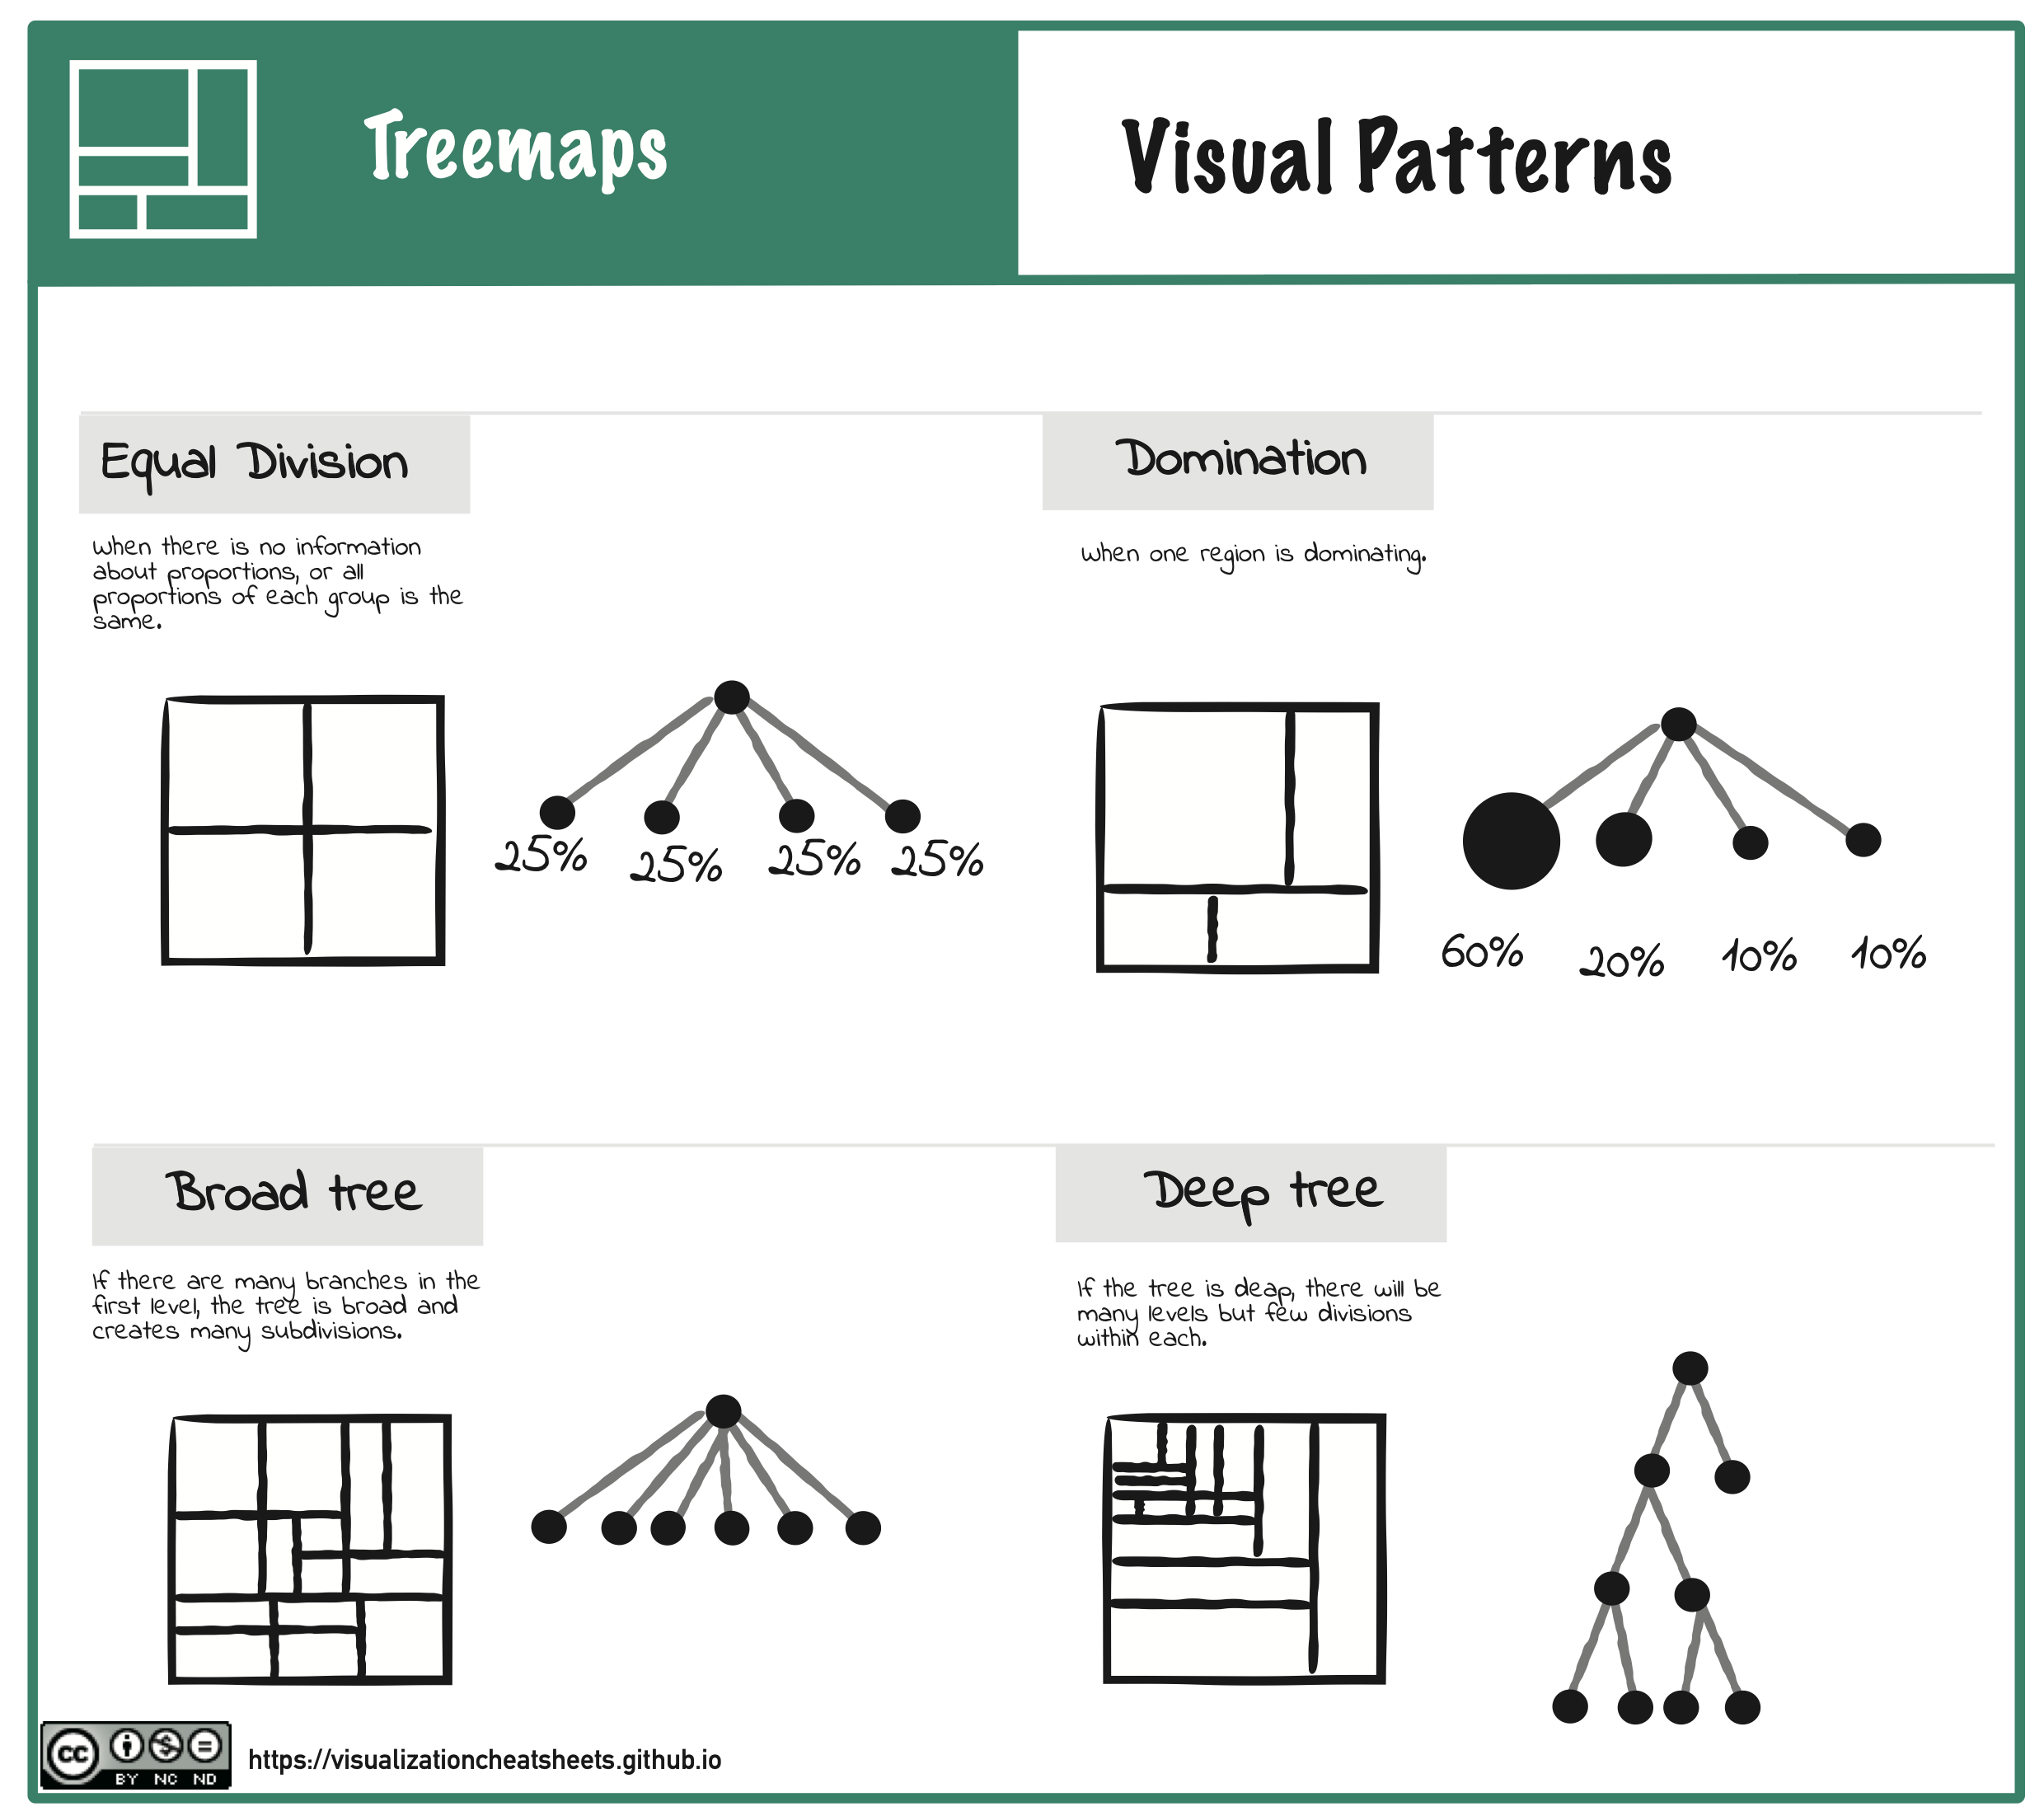 Treemaps
Visual Patterns
Equal Division
When there is no information
about proportions, or all
proportions of each group is the
same.
25%
25%
25%
25%
Domination
When one region is dominating.
60%
20%
10%
10%
Broad tree
If there are many branches in the
first level, the tree is broad and
creates many subdivisions.
Deep tree
If the tree is deap, there will be
many levels but few divisions
within each.
cc
BY NC ND
https://visualizationcheatsheets.github.io